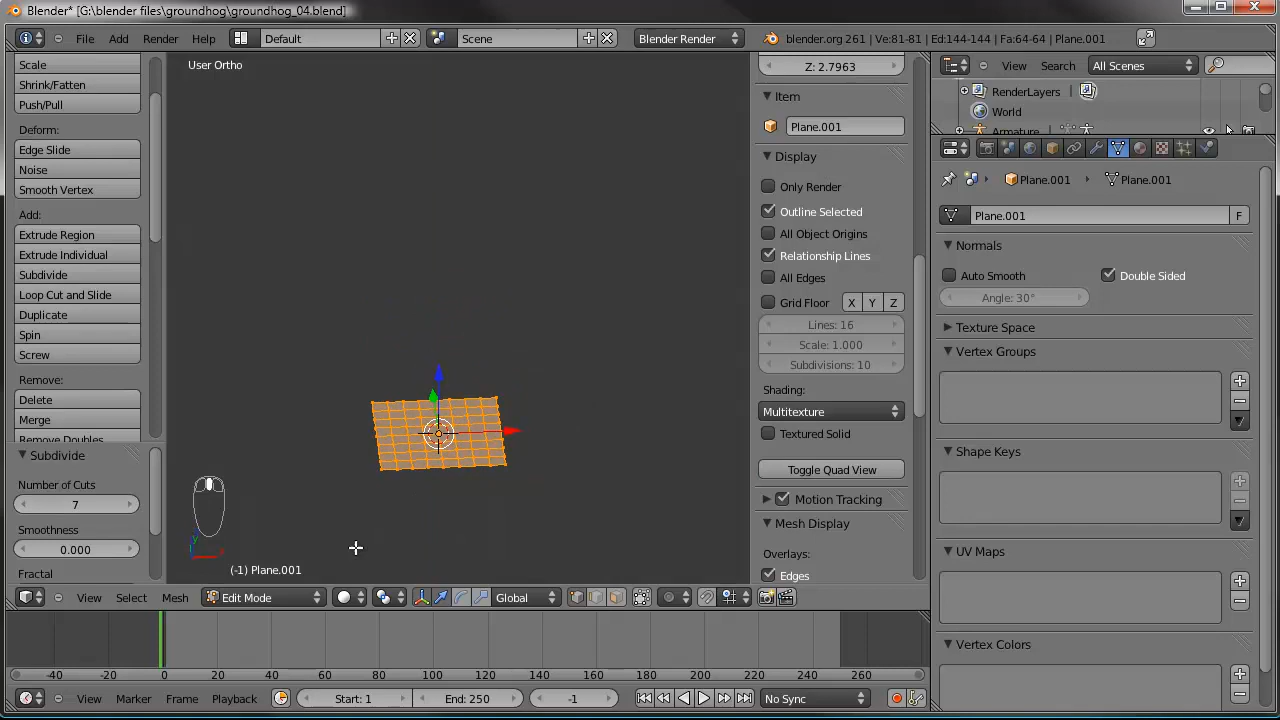 Blender* [G:\blender files\groundhog\groundhog_04.blend]
File Add Render Help Default Scene Blender Render blender.org 261 | Ve:81-81 | Ed:144-144 | Fa:64-64 | Plane.001
Scale
Shrink/Fatten
Push/Pull
Deform:
Edge Slide
Noise
Smooth Vertex
Add:
Extrude Region
Extrude Individual
Subdivide
Loop Cut and Slide
Duplicate
Spin
Screw
Remove:
Delete
Merge
Remove Doubles
Subdivide
Number of Cuts
7
Smoothness
0.000
Fractal
User Ortho
(-1) Plane.001
Z: 2.7963
Item
Plane.001
Display
Only Render
Outline Selected
All Object Origins
Relationship Lines
All Edges
Grid Floor X Y Z
Lines: 16
Scale: 1.000
Subdivisions: 10
Shading:
Multitexture
Textured Solid
Toggle Quad View
Motion Tracking
Mesh Display
Overlays:
Edges
View Search All Scenes
RenderLayers
World
Armature
Plane.001 Plane.001
Plane.001 F
Normals
Auto Smooth Double Sided
Angle: 30°
Texture Space
Vertex Groups
Shape Keys
UV Maps
Vertex Colors
View Select Mesh Edit Mode Global
-40 -20 0 20 40 60 80 100 120 140 160 180 200 220 240 260
View Marker Frame Playback Start: 1 End: 250 -1 No Sync